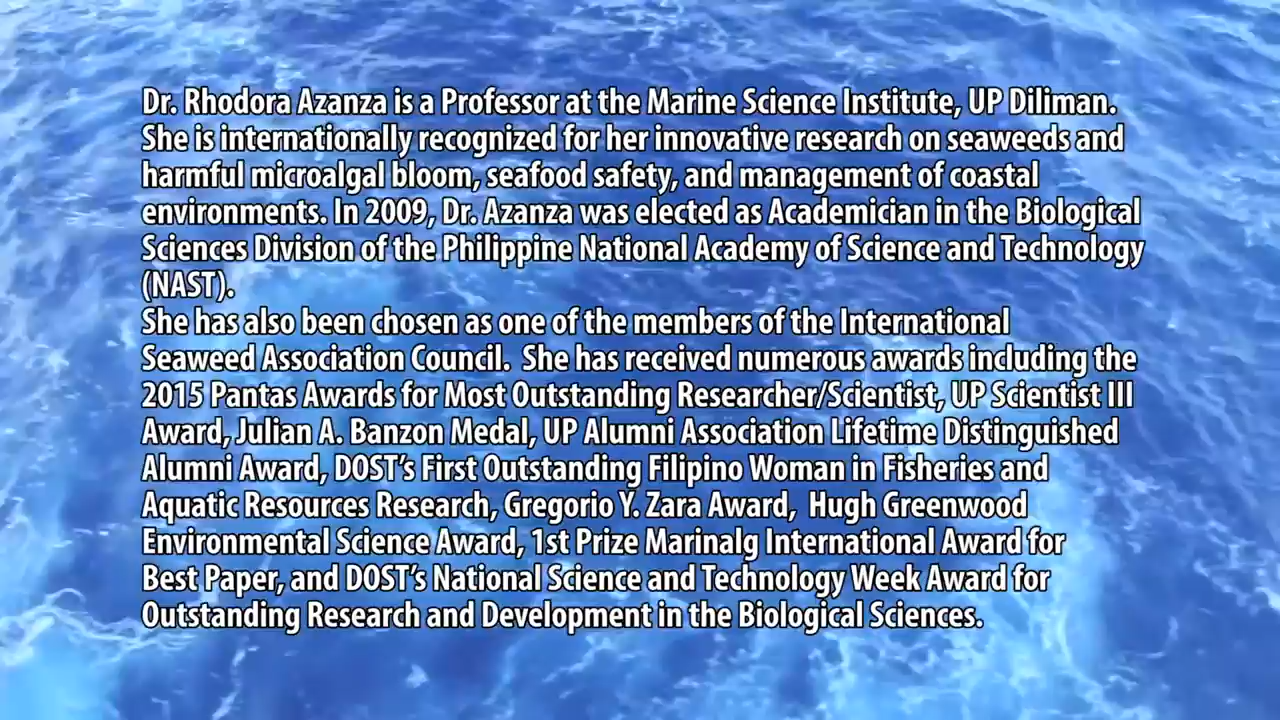 Dr. Rhodora Azanza is a Professor at the Marine Science Institute, UP Diliman.
She is internationally recognized for her innovative research on seaweeds and
harmful microalgal bloom, seafood safety, and management of coastal
environments. In 2009, Dr. Azanza was elected as Academician in the Biological
Sciences Division of the Philippine National Academy of Science and Technology
(NAST).
She has also been chosen as one of the members of the International
Seaweed Association Council.  She has received numerous awards including the
2015 Pantas Awards for Most Outstanding Researcher/Scientist, UP Scientist III
Award, Julian A. Banzon Medal, UP Alumni Association Lifetime Distinguished
Alumni Award, DOST’s First Outstanding Filipino Woman in Fisheries and
Aquatic Resources Research, Gregorio Y. Zara Award,  Hugh Greenwood
Environmental Science Award, 1st Prize Marinalg International Award for
Best Paper, and DOST’s National Science and Technology Week Award for
Outstanding Research and Development in the Biological Sciences.